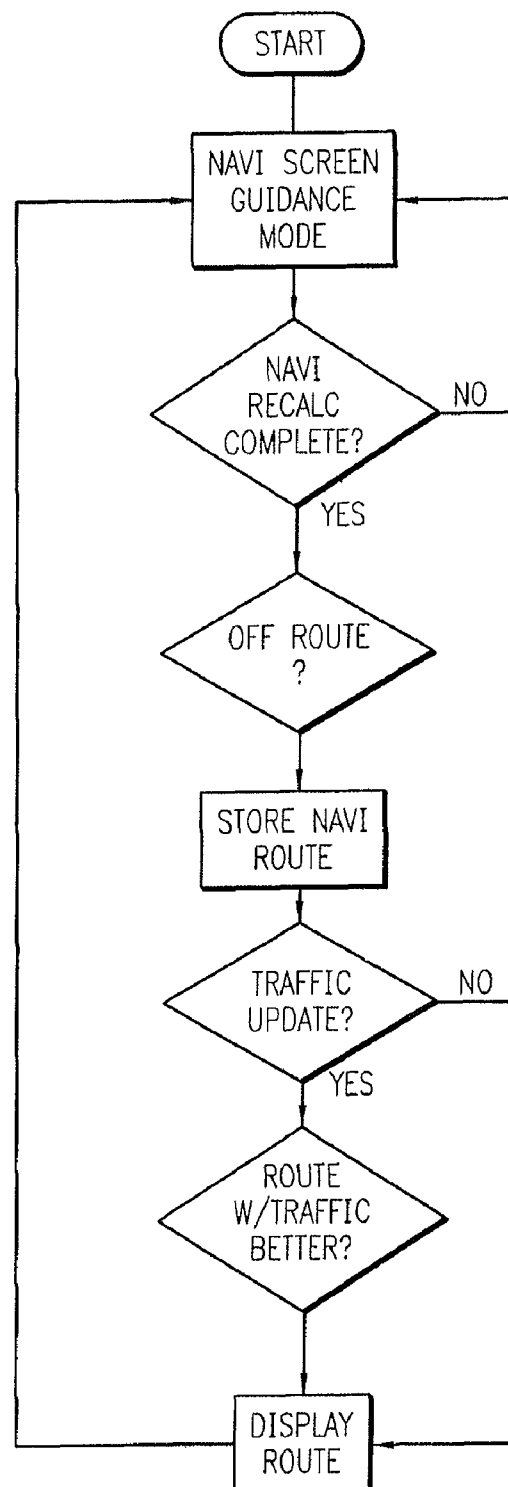 START
NAVI SCREEN
GUIDANCE
MODE
NAVI
RECALC
COMPLETE?
NO
YES
OFF ROUTE
?
STORE NAVI
ROUTE
TRAFFIC
UPDATE?
NO
YES
ROUTE
W/TRAFFIC
BETTER?
DISPLAY
ROUTE